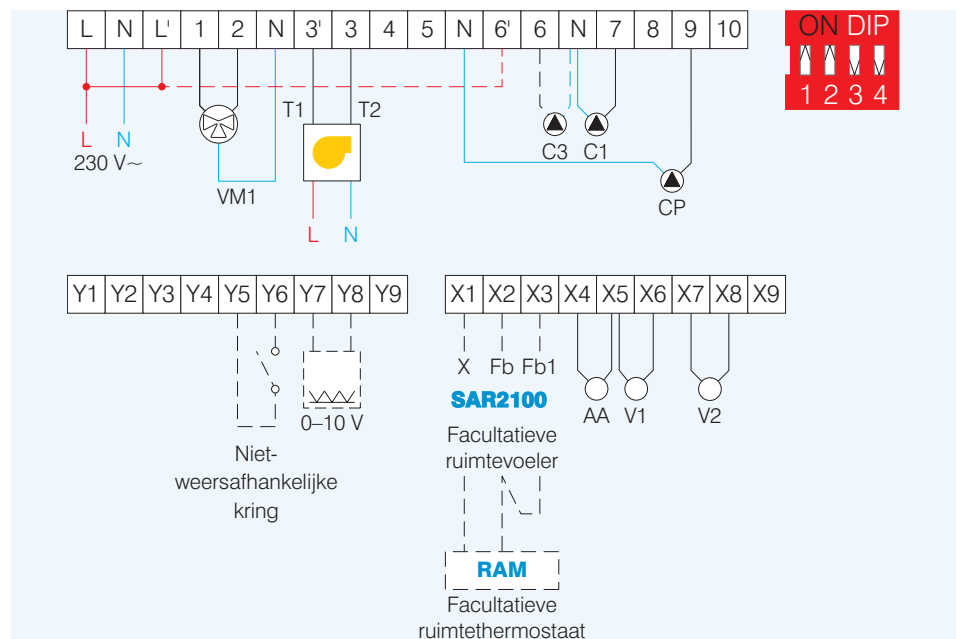 L N L' 1 2 N 3' 3 4 5 N 6' 6 N 7 8 9 10
ON DIP
1 2 3 4
T1 T2
L N
230 V~
C3 C1
VM1
CP
L N
Y1 Y2 Y3 Y4 Y5 Y6 Y7 Y8 Y9
X1 X2 X3 X4 X5 X6 X7 X8 X9
X Fb Fb1
SAR2100
AA V1 V2
0–10 V
Facultatieve
ruimtevoeler
Niet-
weersafhankelijke
kring
RAM
Facultatieve
ruimtethermostaat